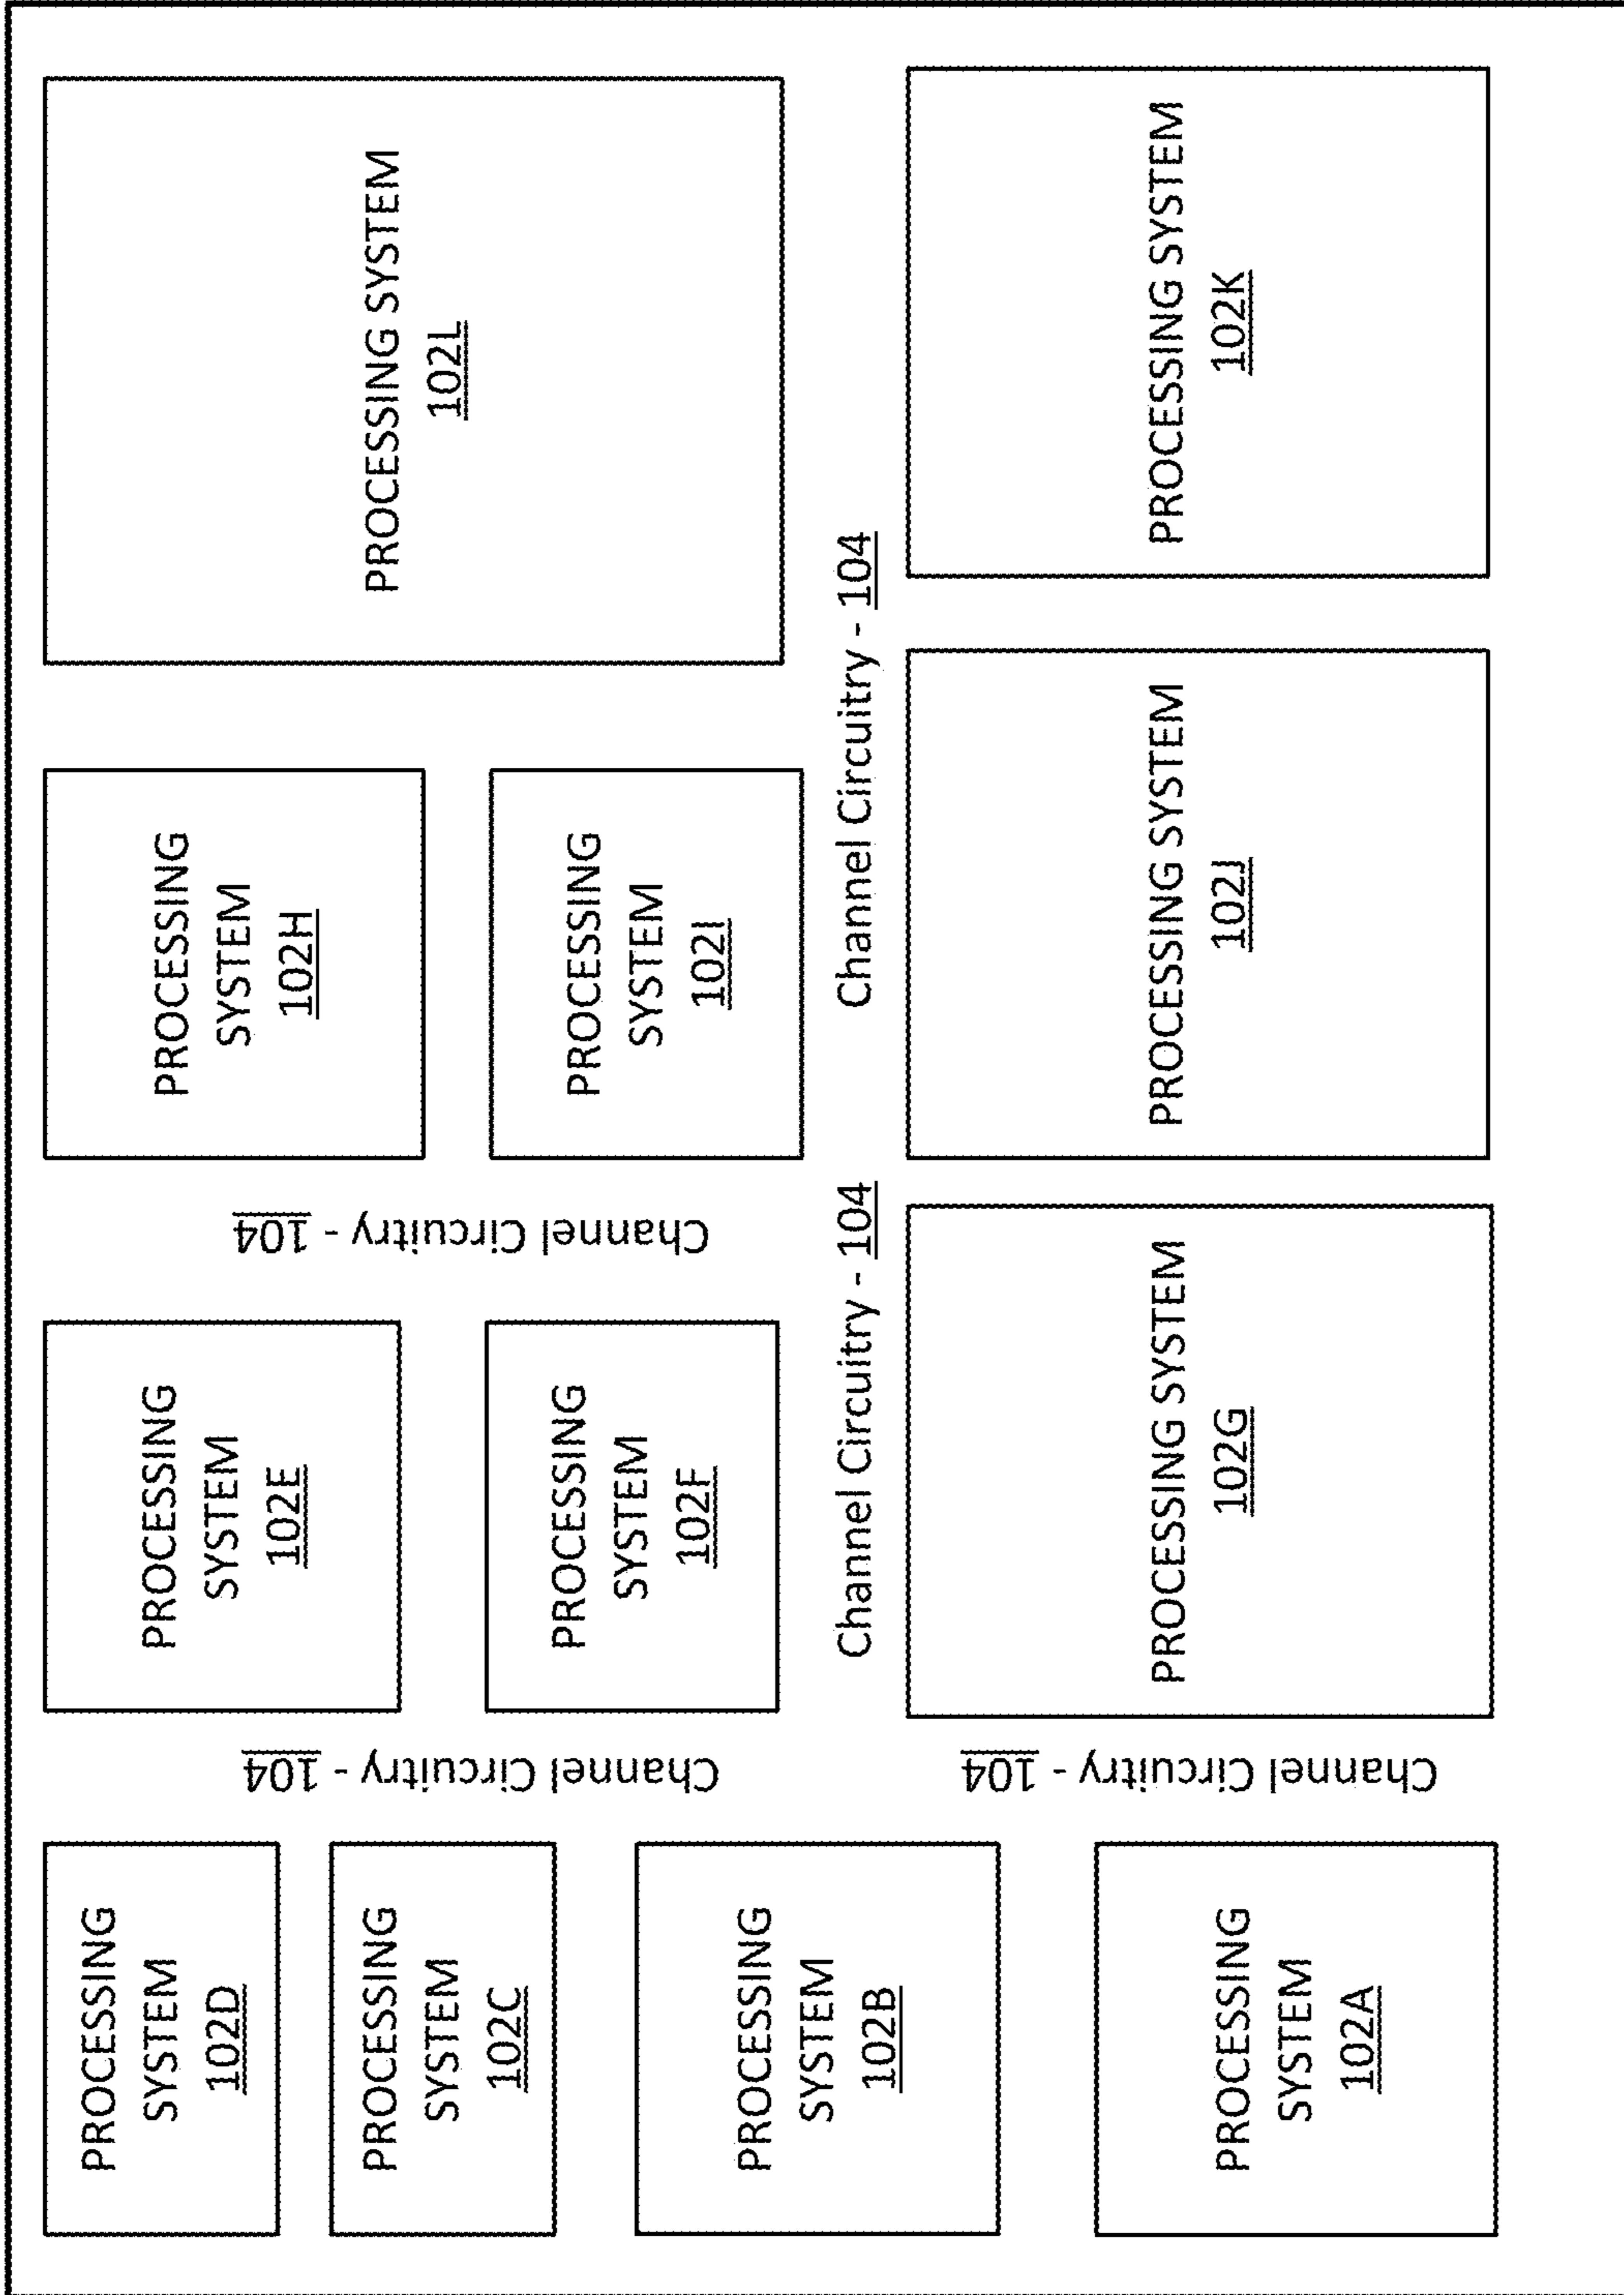 PROCESSING
SYSTEM
102D
PROCESSING
SYSTEM
102C
PROCESSING
SYSTEM
102B
PROCESSING
SYSTEM
102A
Channel Circuitry - 104
Channel Circuitry - 104
PROCESSING
SYSTEM
102E
PROCESSING
SYSTEM
102F
Channel Circuitry - 104
PROCESSING SYSTEM
102G
Channel Circuitry - 104
PROCESSING
SYSTEM
102H
PROCESSING
SYSTEM
102I
Channel Circuitry - 104
PROCESSING SYSTEM
102J
PROCESSING SYSTEM
102L
PROCESSING SYSTEM
102K